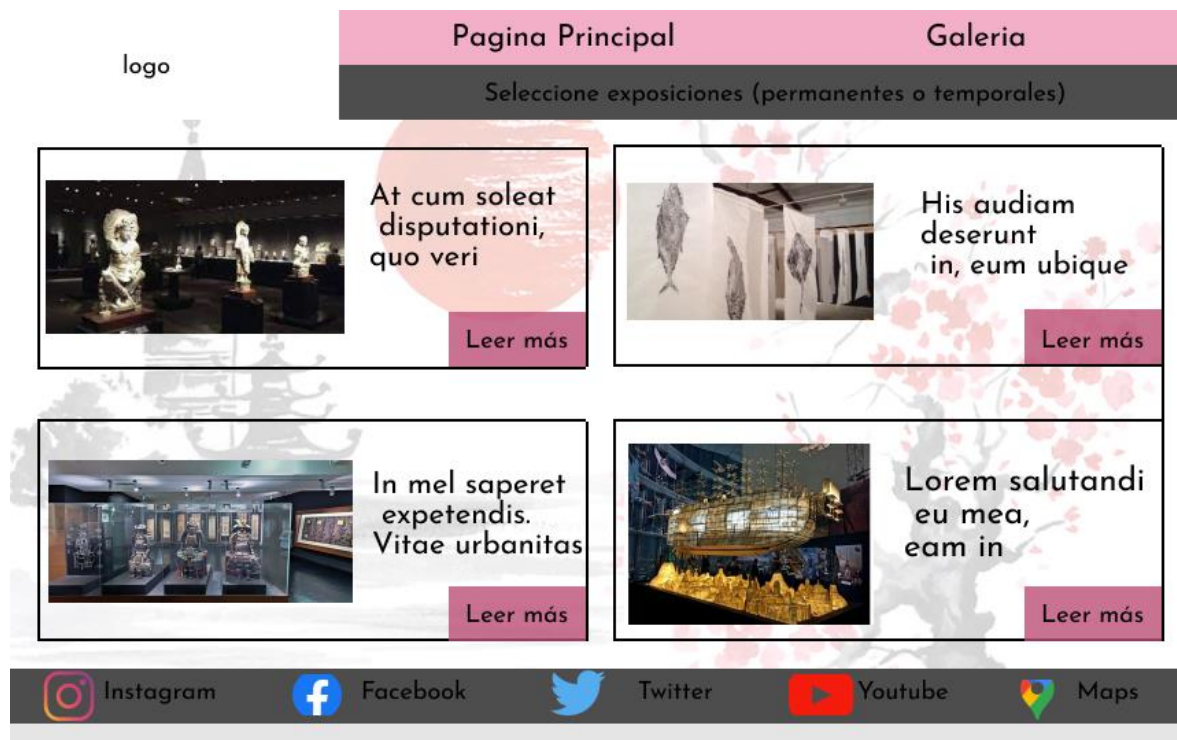 logo
Pagina Principal
Galeria
Seleccione exposiciones (permanentes o temporales)
At cum soleat
disputationi,
quo veri
Leer más
His audiam
deserunt
in, eum ubique
Leer más
In mel saperet
expetendis.
Vitae urbanitas
Leer más
Lorem salutandi
eu mea,
eam in
Leer más
Instagram
Facebook
Twitter
Youtube
Maps